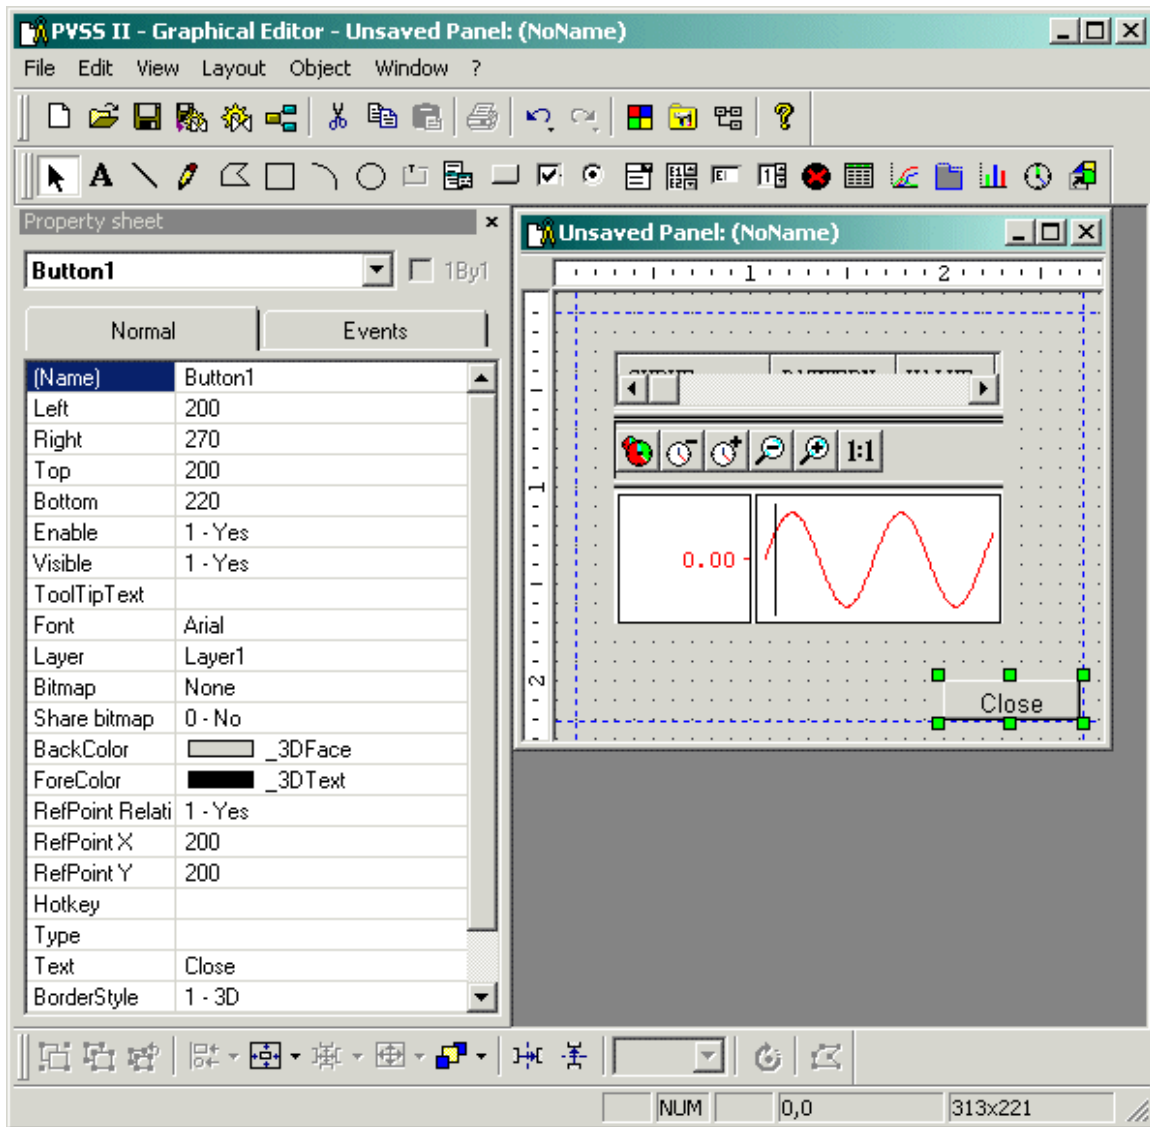 PVSS II - Graphical Editor - Unsaved Panel: (NoName)
File Edit View Layout Object Window ?
Property sheet
Button1
1By1
Normal Events
(Name) Button1
Left 200
Right 270
Top 200
Bottom 220
Enable 1 - Yes
Visible 1 - Yes
ToolTipText
Font Arial
Layer Layer1
Bitmap None
Share bitmap 0 - No
BackColor _3DFace
ForeColor _3DText
RefPoint Relati 1 - Yes
RefPoint X 200
RefPoint Y 200
Hotkey
Type
Text Close
BorderStyle 1 - 3D
Unsaved Panel: (NoName)
1 2
1:1
1
0.00
2
Close
NUM 0,0 313x221